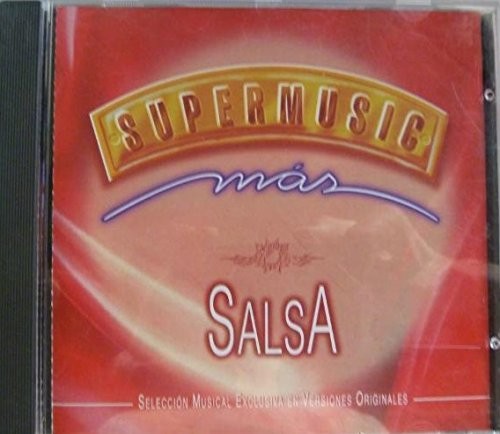 SUPERMUSIC
más
SALSA
SELECCIÓN MUSICAL EXCLUSIVA EN VERSIONES ORIGINALES